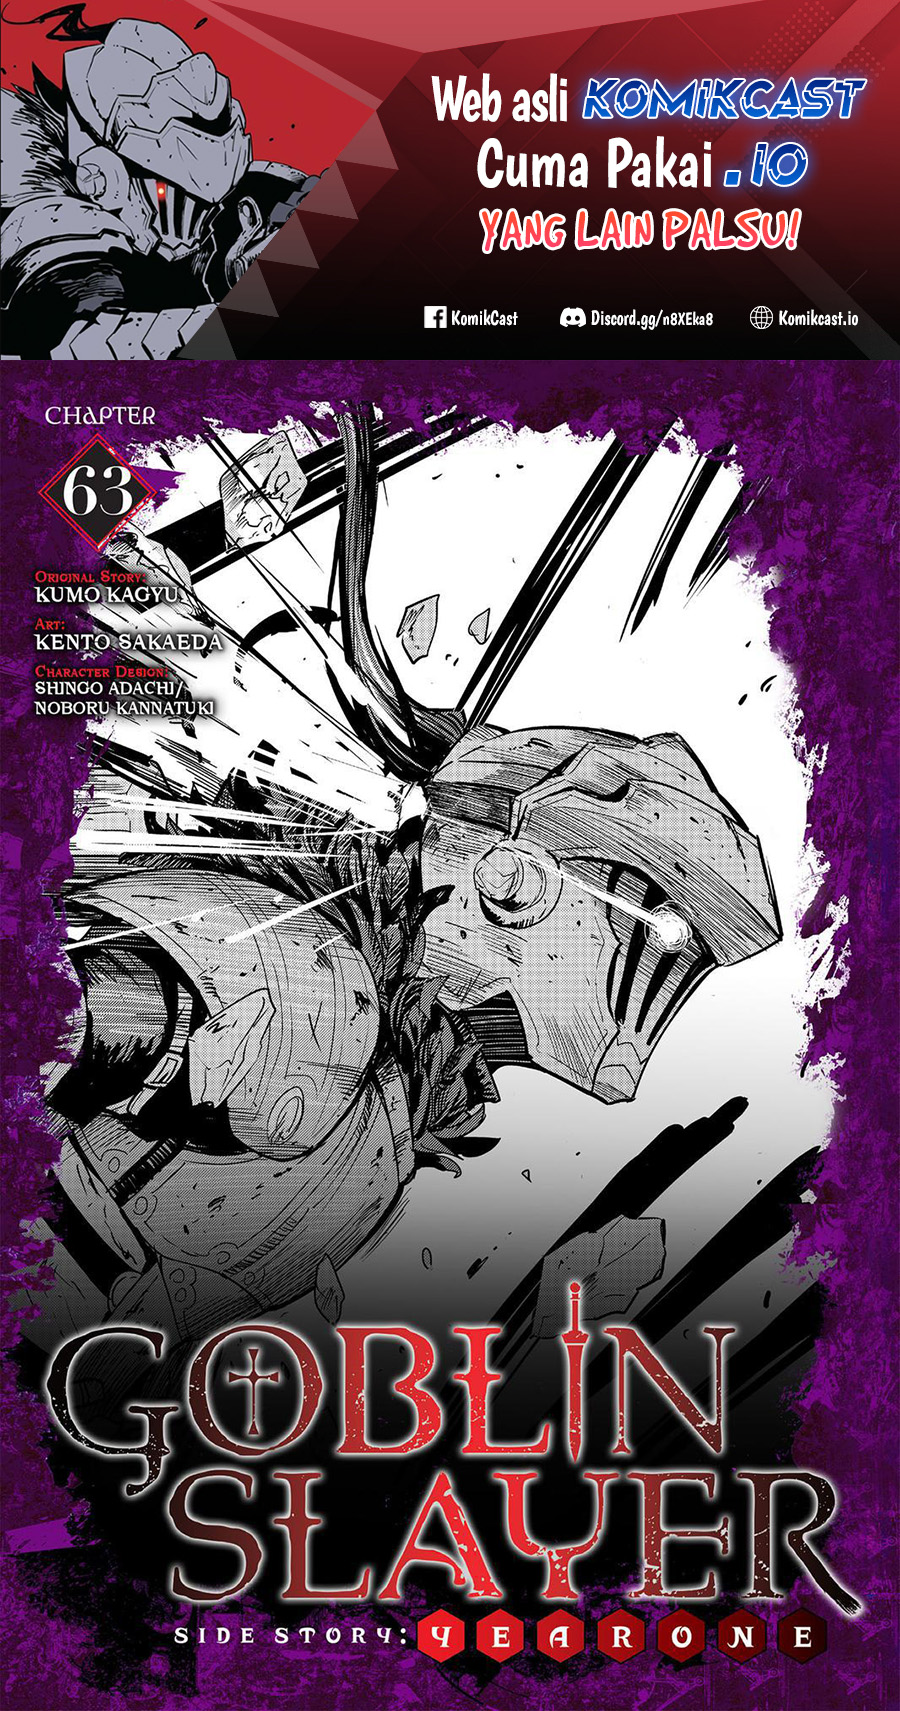 Web asli KOMIKCAST
Cuma Pakai .IO
YANG LAIN PALSU!
KomikCast
Discord.gg/n8XEka8
Komikcast.io
CHAPTER
63
ORIGINAL STORY:
KUMO KAGYU
ART:
KENTO SAKAEDA
CHARACTER DESIGN:
SHINGO ADACHI/
NOBORU KANNATUKI
GOBLIN
SLAYER
SIDE STORY: YEAR ONE